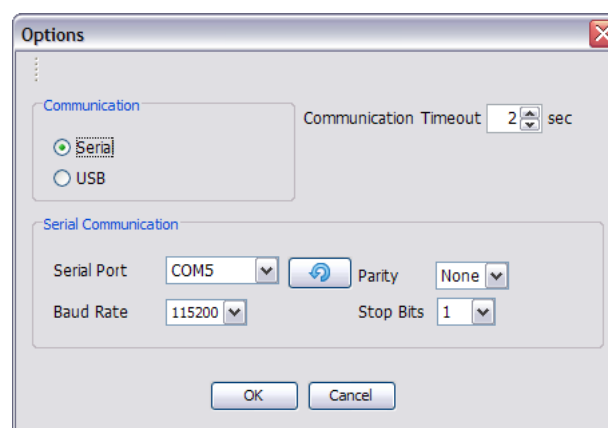 Options
Communication
Serial
USB
Communication Timeout 2 sec
Serial Communication
Serial Port COM5 Parity None
Baud Rate 115200 Stop Bits 1
OK Cancel